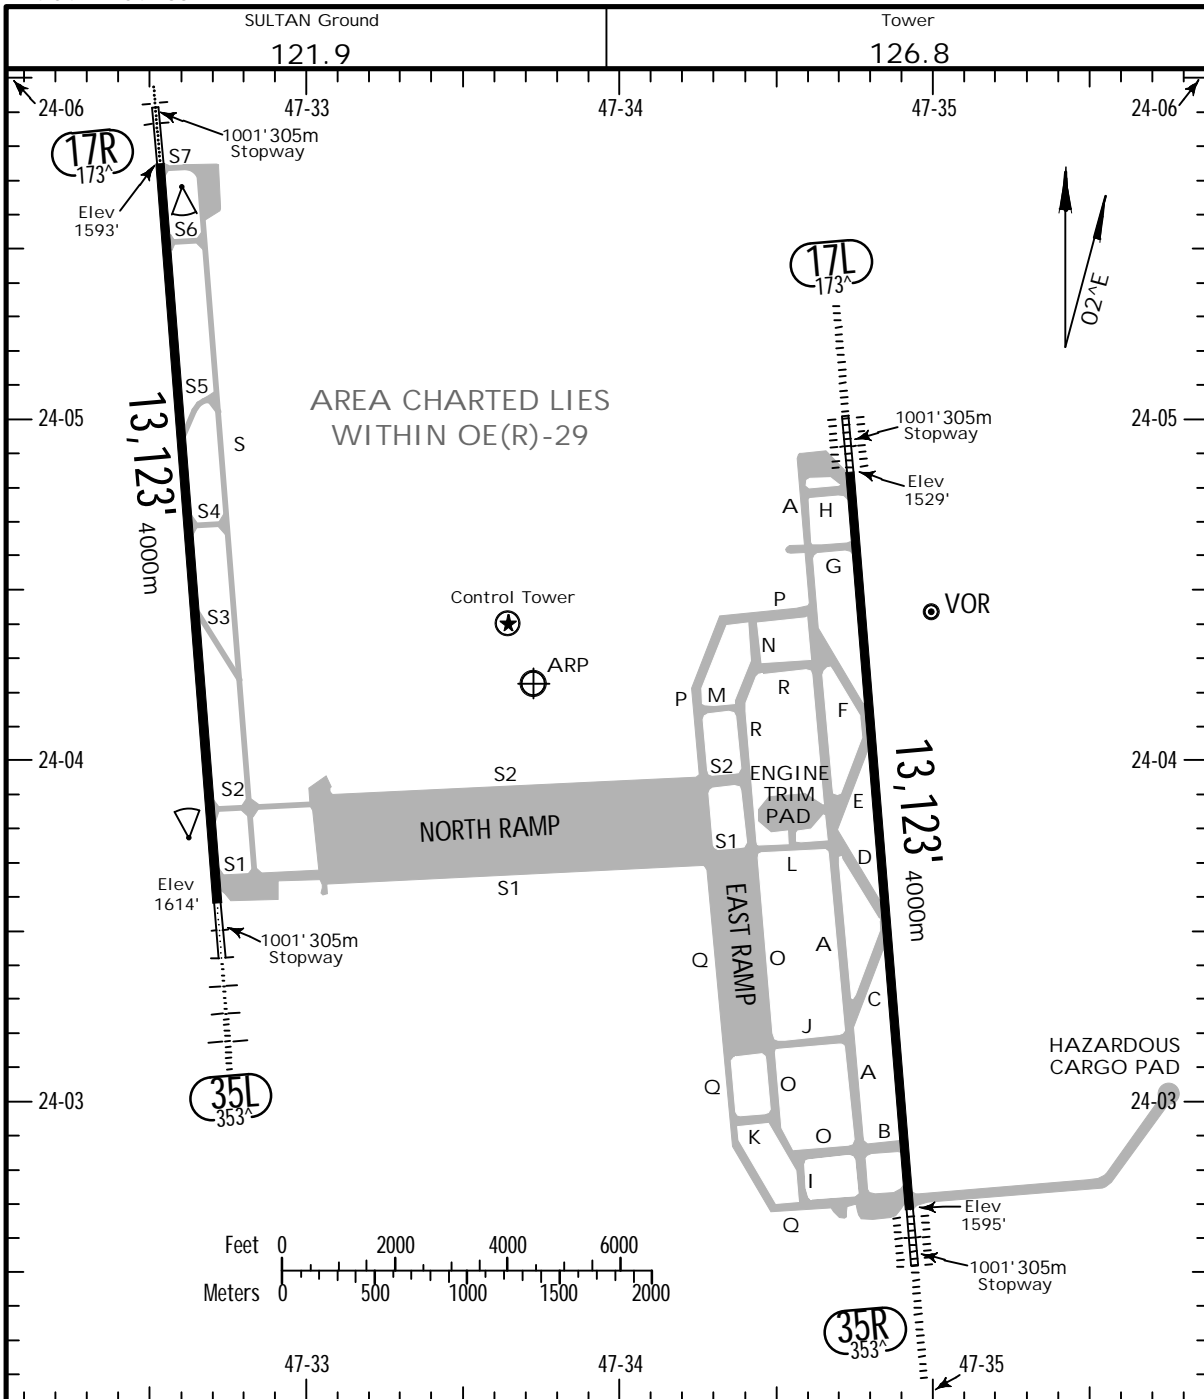 SULTAN Ground
Tower
121.9
126.8
24-06
47-33
47-34
47-35
24-06
17R
173^
1001' 305m
Stopway
S7
Elev
1593'
S6
17L
173^
02^E
S5
AREA CHARTED LIES
WITHIN OE(R)-29
24-05
24-05
13,123'
4000m
S
1001' 305m
Stopway
Elev
1529'
S4
A
H
G
S3
Control Tower
P
VOR
N
ARP
R
P
M
F
R
24-04
24-04
S2
S2
S2
ENGINE
TRIM
PAD
E
13,123'
4000m
NORTH RAMP
S1
S1
L
D
Elev
1614'
S1
EAST RAMP
1001' 305m
Stopway
Q
O
A
C
J
HAZARDOUS
CARGO PAD
35L
353^
Q
O
A
24-03
24-03
K
O
B
I
Q
Elev
1595'
Feet 0 2000 4000 6000
Meters 0 500 1000 1500 2000
1001' 305m
Stopway
35R
353^
47-33
47-34
47-35